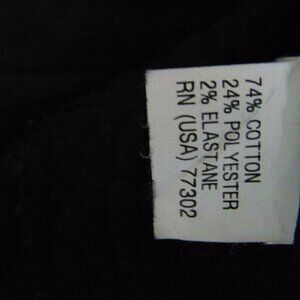 74% COTTON
24% POLYESTER
2% ELASTANE
RN (USA) 77302